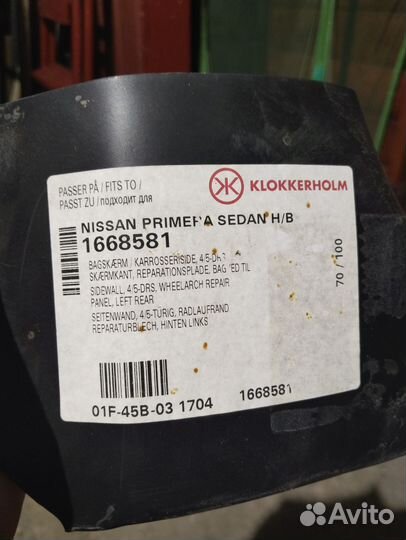 PASSER PÅ / FITS TO /
PASST ZU / подходит для
KLOKKERHOLM
NISSAN PRIMERA SEDAN H/B
1668581
BAGSKÆRM / KARROSSERISIDE, 4/5-DRS
SKÆRMKANT, REPARATIONSPLADE, TIL
SIDEWALL, 4/5-DRS, WHEELARCH REPAIR
PANEL, LEFT REAR
SEITENWAND, 4/5-TÜRIG, RADLAUFRAND
REPARATURBLECH, HINTEN LINKS
70 / 100
01F-45B-03 1704
1668581
Avito